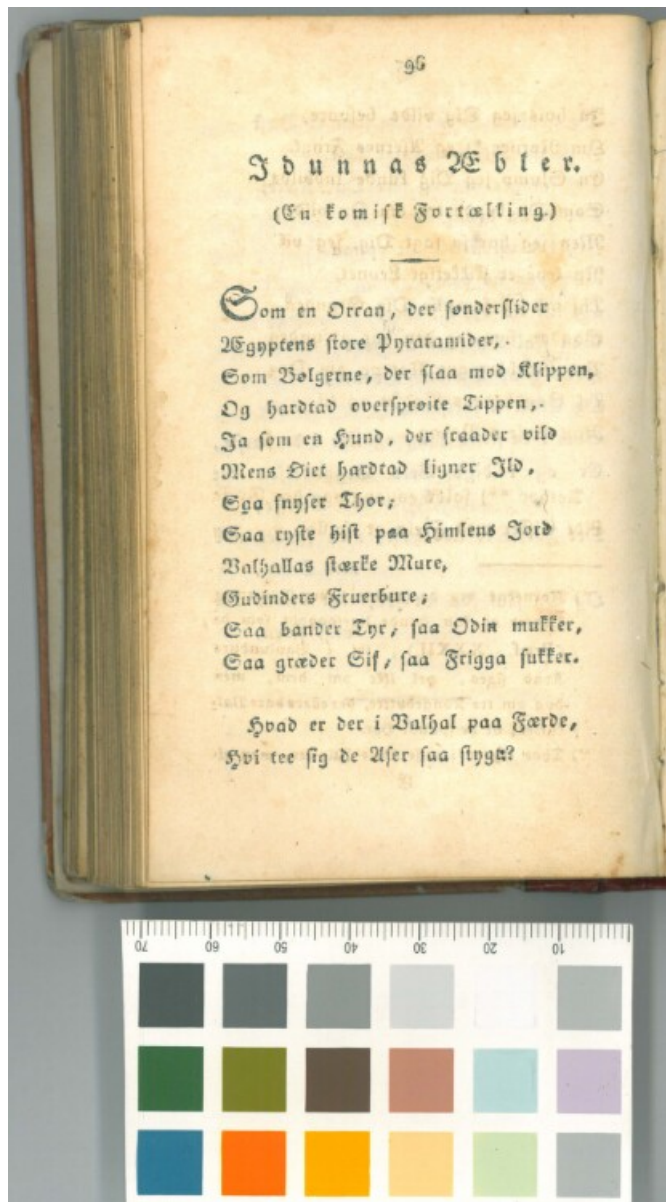 96
Idunnas Æbler.
(En komisk Fortælling.)
Som en Orcan, der sønderslider
Ægyptens store Pyraramider,
Som Bølgerne, der slaa mod Klippen,
Og hardtad oversprøite Tippen,
Ja som en Hund, der fraader vild
Mens Øiet hardtad ligner Ild,
Saa snyser Thor;
Saa ryste hist paa Himlens Jord
Valhallas stærke Mure,
Gudinders Fruerbure;
Saa bander Tyr, saa Odin mukker,
Saa græder Sif, saa Frigga sukker.
Hvad er der i Valhal paa Færde,
Hvi tee sig de Aser saa stygt?
70 60 50 40 30 20 10